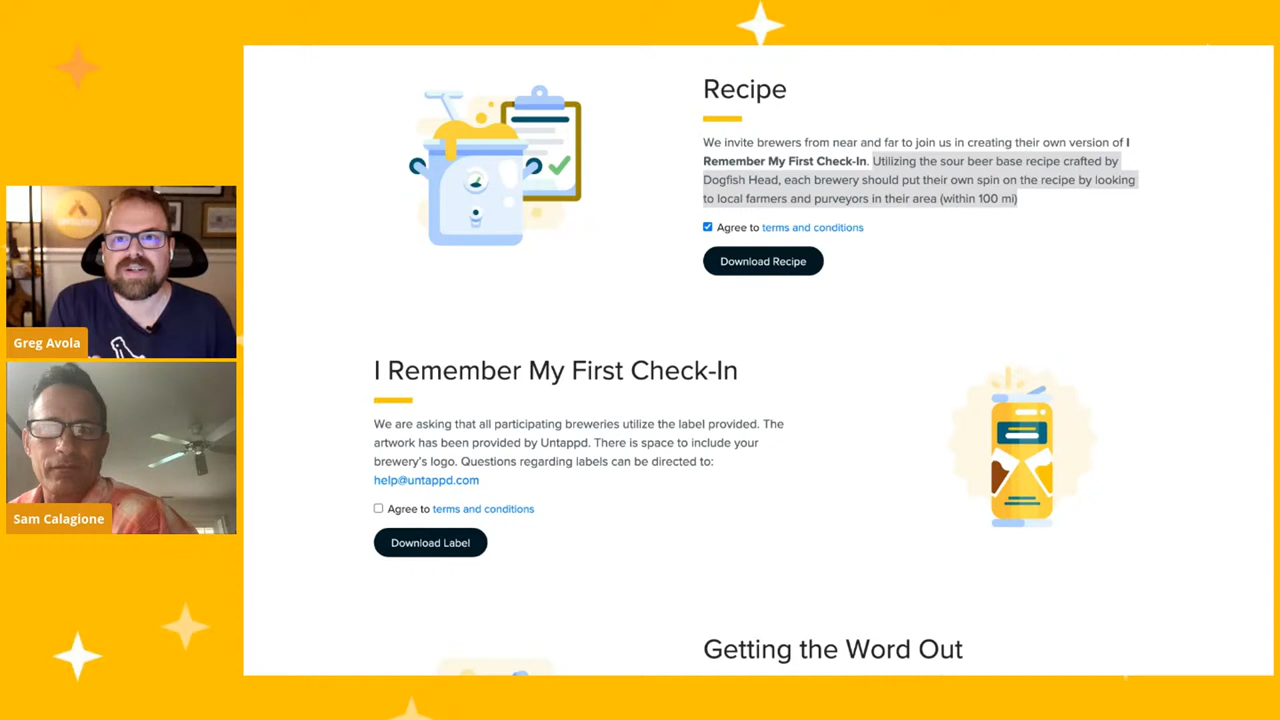 Recipe
We invite brewers from near and far to join us in creating their own version of I
Remember My First Check-In. Utilizing the sour beer base recipe crafted by
Dogfish Head, each brewery should put their own spin on the recipe by looking
to local farmers and purveyors in their area (within 100 mi)
Agree to terms and conditions
Download Recipe
Greg Avola
Sam Calagione
I Remember My First Check-In
We are asking that all participating breweries utilize the label provided. The
artwork has been provided by Untappd. There is space to include your
brewery's logo. Questions regarding labels can be directed to:
help@untappd.com
Agree to terms and conditions
Download Label
Getting the Word Out